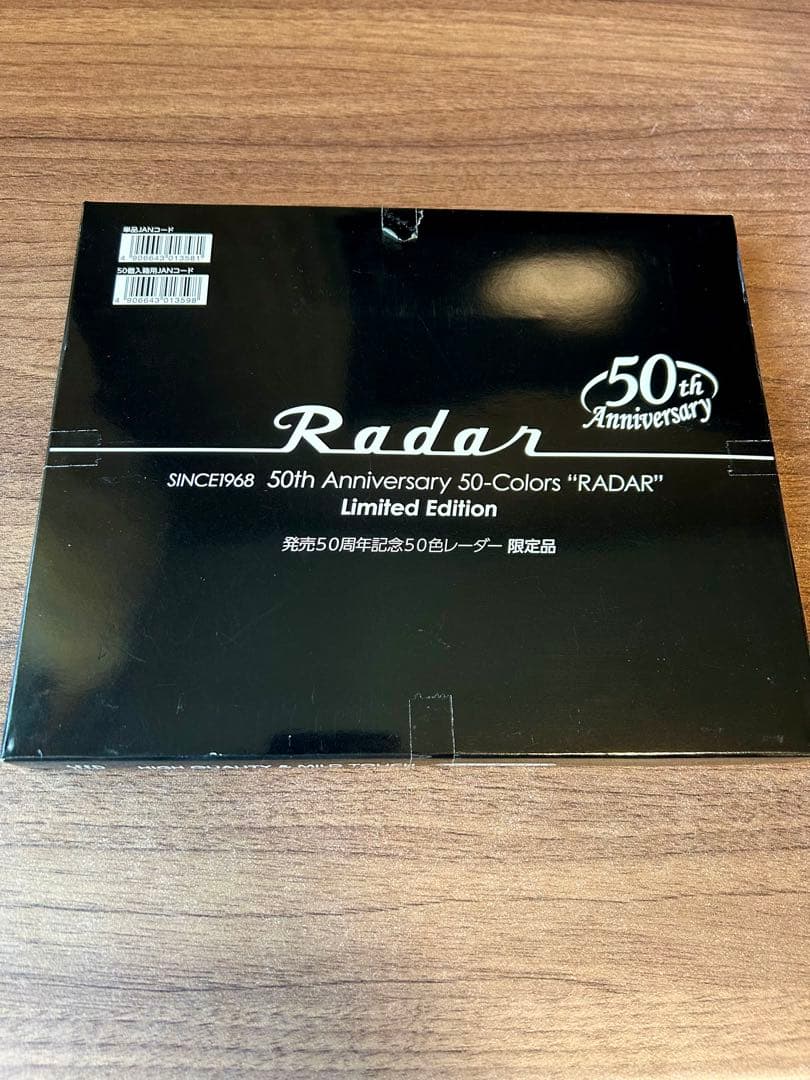 単品JANコード
4 906643 013581
50個入箱用JANコード
4 906643 013598
50th
Anniversary
Radar
SINCE1968 50th Anniversary 50-Colors “RADAR”
Limited Edition
発売50周年記念50色レーダー 限定品